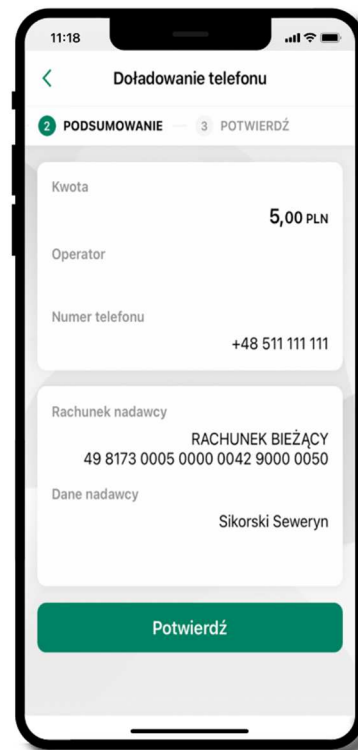 11:18
Doładowanie telefonu
2 PODSUMOWANIE 3 POTWIERDŹ
Kwota
5,00 PLN
Operator
Numer telefonu
+48 511 111 111
Rachunek nadawcy
RACHUNEK BIEŻĄCY
49 8173 0005 0000 0042 9000 0050
Dane nadawcy
Sikorski Seweryn
Potwierdź